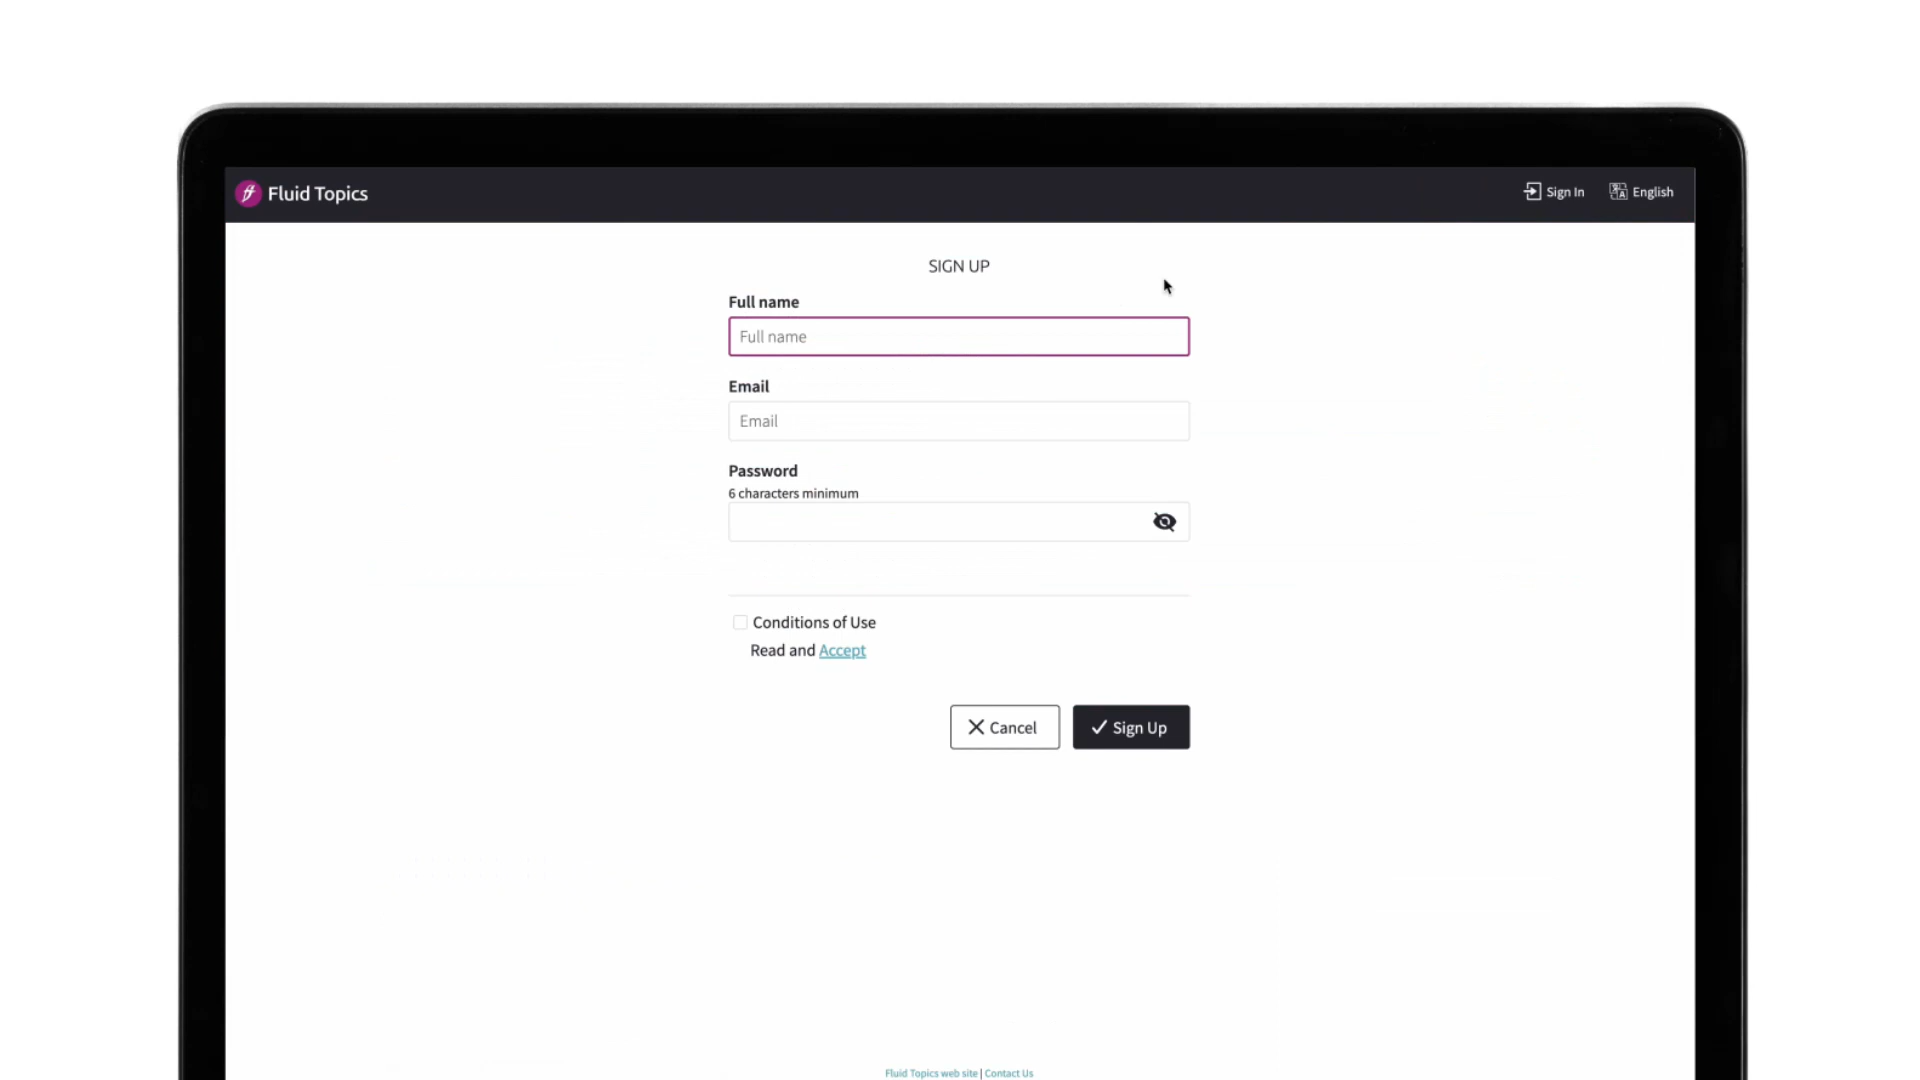 Fluid Topics
Sign In
English
SIGN UP
Full name
Full name
Email
Email
Password
6 characters minimum
Conditions of Use
Read and Accept
Cancel
Sign Up
Fluid Topics web site | Contact Us